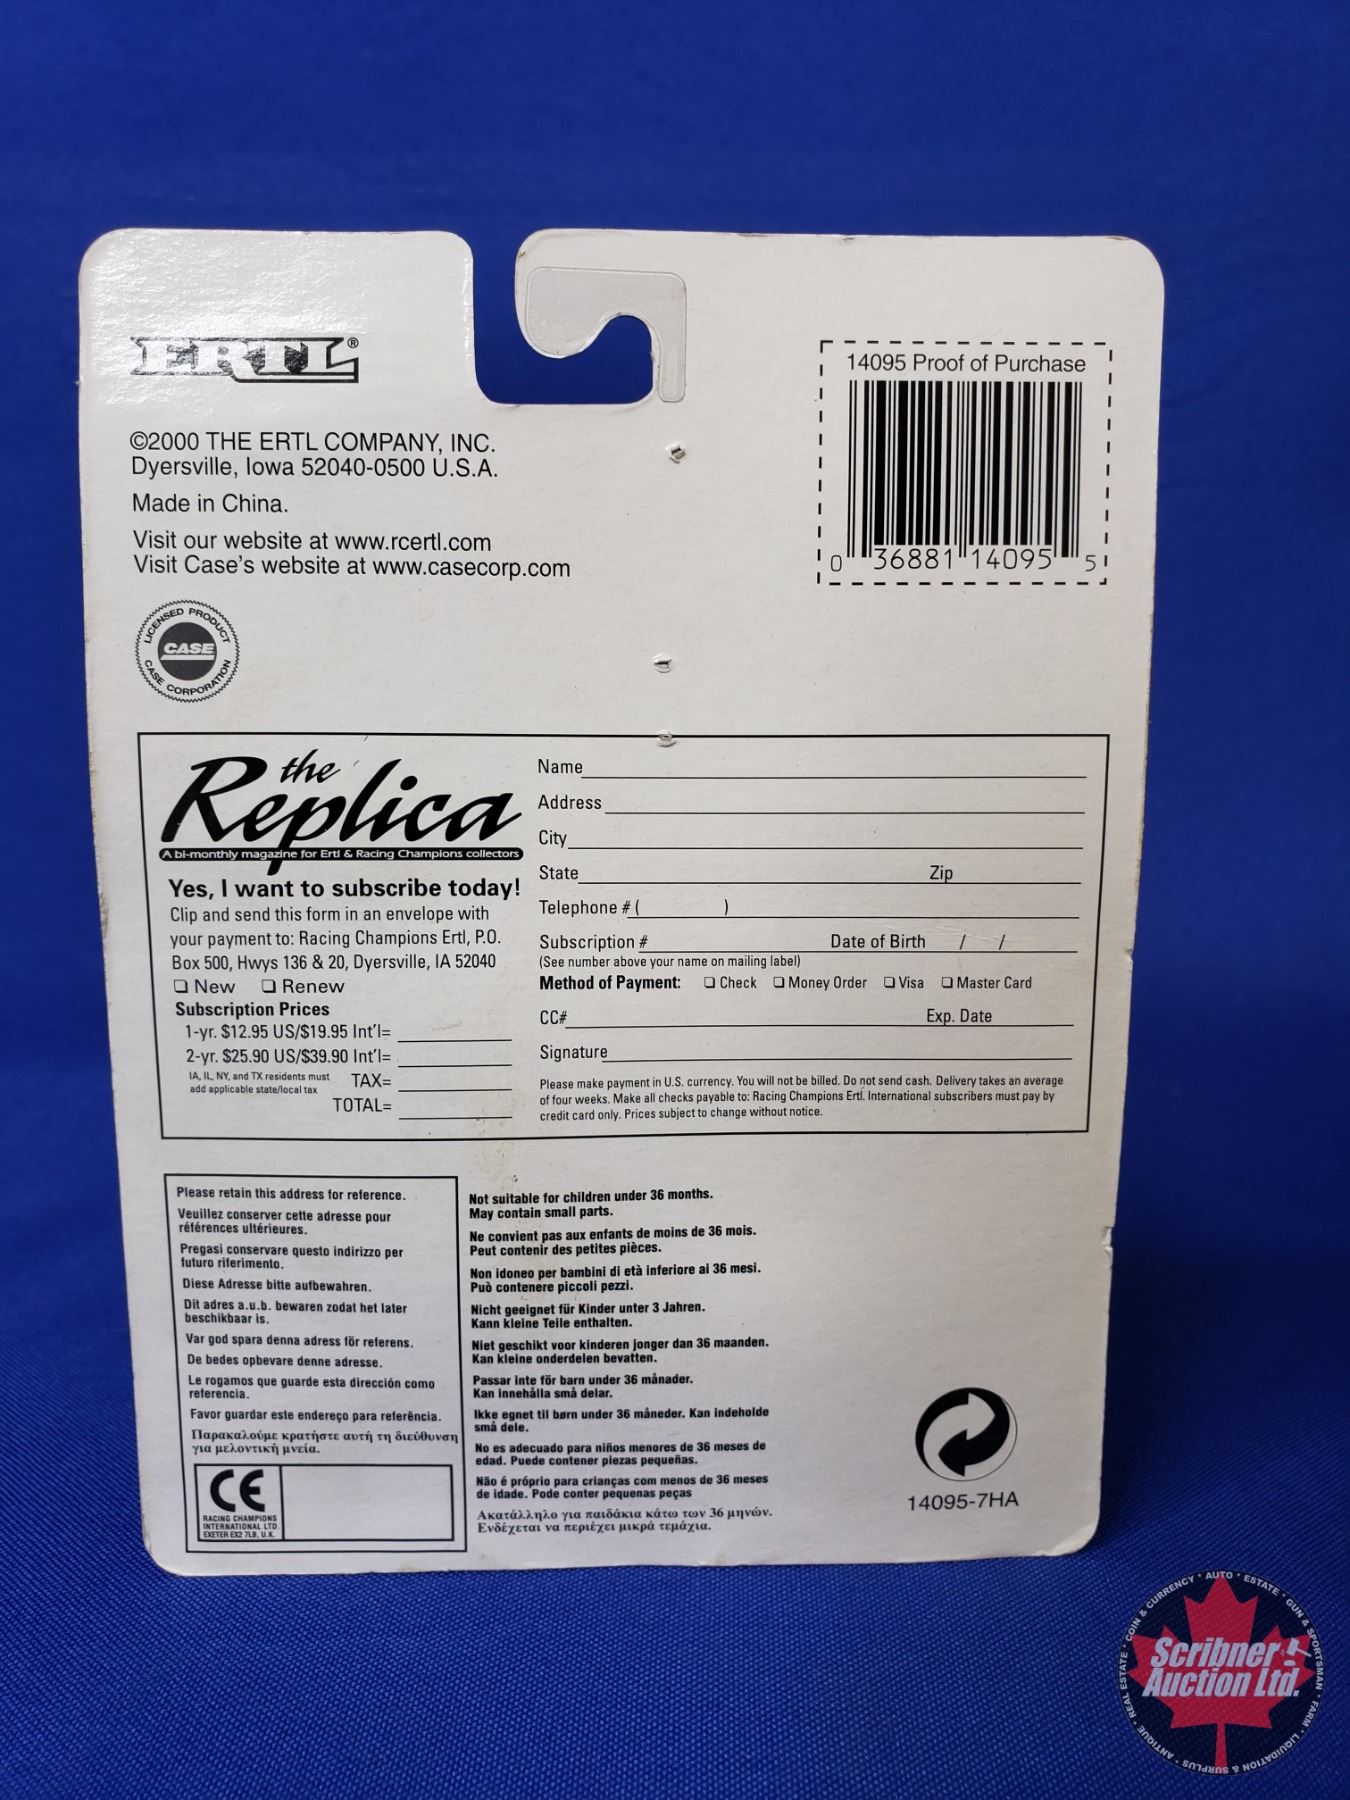 ERTL®
©2000 THE ERTL COMPANY, INC.
Dyersville, Iowa 52040-0500 U.S.A.
Made in China.
Visit our website at www.rcertl.com
Visit Case's website at www.casecorp.com
LICENSED PRODUCT
CASE
CASE CORPORATION
14095 Proof of Purchase
0 36881 14095 5
the
Replica
A bi-monthly magazine for Ertl & Racing Champions collectors
Yes, I want to subscribe today!
Clip and send this form in an envelope with
your payment to: Racing Champions Ertl, P.O.
Box 500, Hwys 136 & 20, Dyersville, IA 52040
❏ New ❏ Renew
Subscription Prices
1-yr. $12.95 US/$19.95 Int'l=
2-yr. $25.90 US/$39.90 Int'l=
IA, IL, NY, and TX residents must
add applicable state/local tax
TAX=
TOTAL=
Name
Address
City
State Zip
Telephone # ( )
Subscription # Date of Birth / /
(See number above your name on mailing label)
Method of Payment: ❏ Check ❏ Money Order ❏ Visa ❏ Master Card
CC# Exp. Date
Signature
Please make payment in U.S. currency. You will not be billed. Do not send cash. Delivery takes an average
of four weeks. Make all checks payable to: Racing Champions Ertl. International subscribers must pay by
credit card only. Prices subject to change without notice.
Please retain this address for reference.
Veuillez conserver cette adresse pour
références ultérieures.
Pregasi conservare questo indirizzo per
futuro riferimento.
Diese Adresse bitte aufbewahren.
Dit adres a.u.b. bewaren zodat het later
beschikbaar is.
Var god spara denna adress för referens.
De bedes opbevare denne adresse.
Le rogamos que guarde esta dirección como
referencia.
Favor guardar este endereço para referência.
Παρακαλούμε κρατήστε αυτή τη διεύθυνση
για μελοντική μνεία.
CE
RACING CHAMPIONS
INTERNATIONAL LTD.
EXETER EX2 7LB, U.K.
Not suitable for children under 36 months.
May contain small parts.
Ne convient pas aux enfants de moins de 36 mois.
Peut contenir des petites pièces.
Non idoneo per bambini di età inferiore ai 36 mesi.
Può contenere piccoli pezzi.
Nicht geeignet für Kinder unter 3 Jahren.
Kann kleine Teile enthalten.
Niet geschikt voor kinderen jonger dan 36 maanden.
Kan kleine onderdelen bevatten.
Passar inte för barn under 36 månader.
Kan innehålla små delar.
Ikke egnet til børn under 36 måneder. Kan indeholde
små dele.
No es adecuado para niños menores de 36 meses de
edad. Puede contener piezas pequeñas.
Não é próprio para crianças com menos de 36 meses
de idade. Pode conter pequenas peças
Ακατάλληλο για παιδάκια κάτω των 36 μηνών.
Ενδέχεται να περιέχει μικρά τεμάχια.
14095-7HA
COIN & CURRENCY • AUTO • ESTATE • GUN & SPORTSMAN • FARM • LIQUIDATION & SURPLUS • ANTIQUE • REAL ESTATE
Scribner
Auction Ltd.